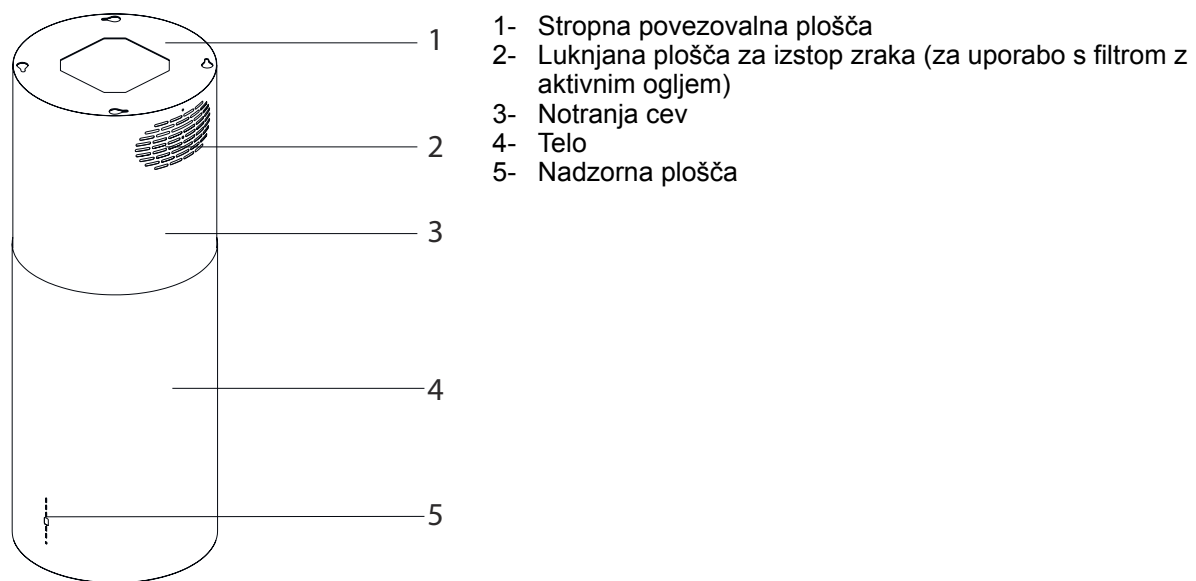 1
2
3
4
5
1- Stropna povezovalna plošča
2- Luknjana plošča za izstop zraka (za uporabo s filtrom z
aktivnim ogljem)
3- Notranja cev
4- Telo
5- Nadzorna plošča